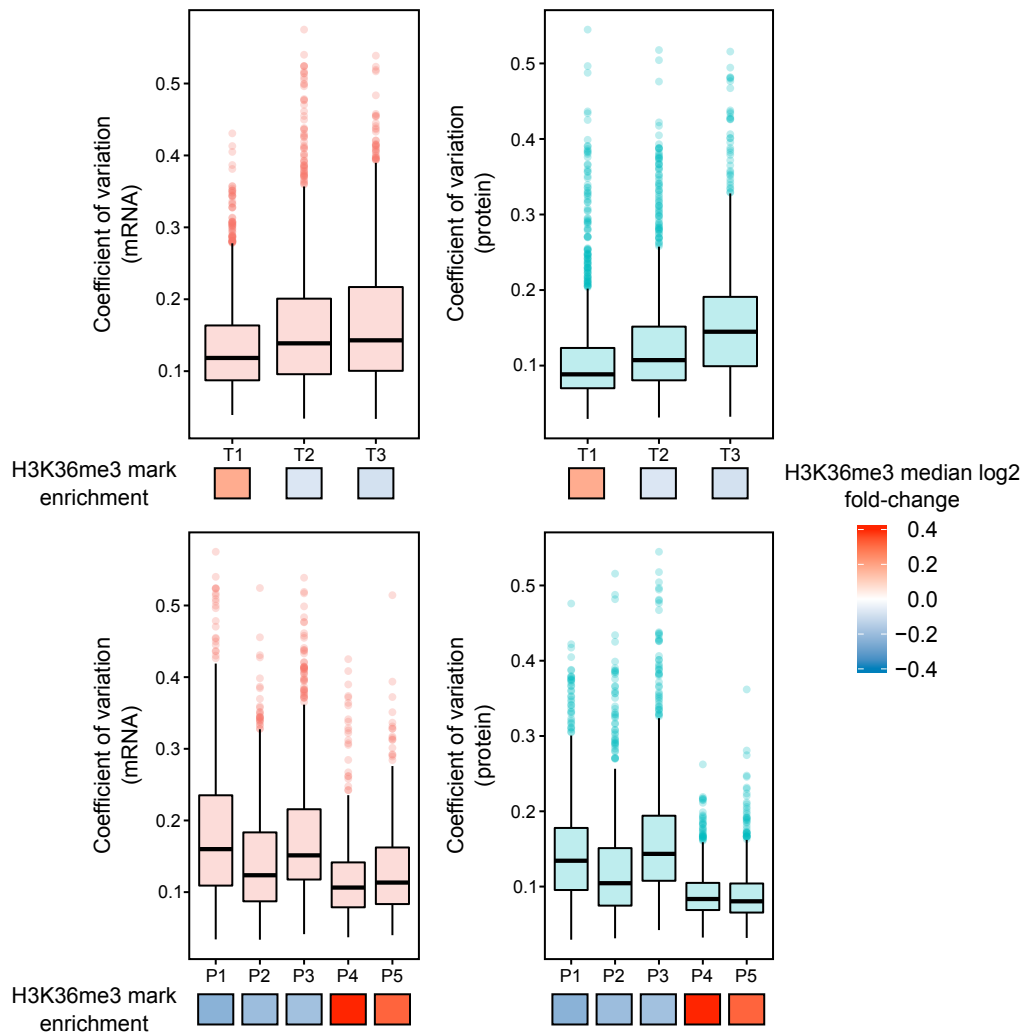 Coefficient of variation
(mRNA)
0.5
0.4
0.3
0.2
0.1
T1 T2 T3
Coefficient of variation
(protein)
0.5
0.4
0.3
0.2
0.1
T1 T2 T3
H3K36me3 mark
enrichment
H3K36me3 median log2
fold-change
0.4
0.2
0.0
−0.2
−0.4
Coefficient of variation
(mRNA)
0.5
0.4
0.3
0.2
0.1
P1 P2 P3 P4 P5
Coefficient of variation
(protein)
0.5
0.4
0.3
0.2
0.1
P1 P2 P3 P4 P5
H3K36me3 mark
enrichment